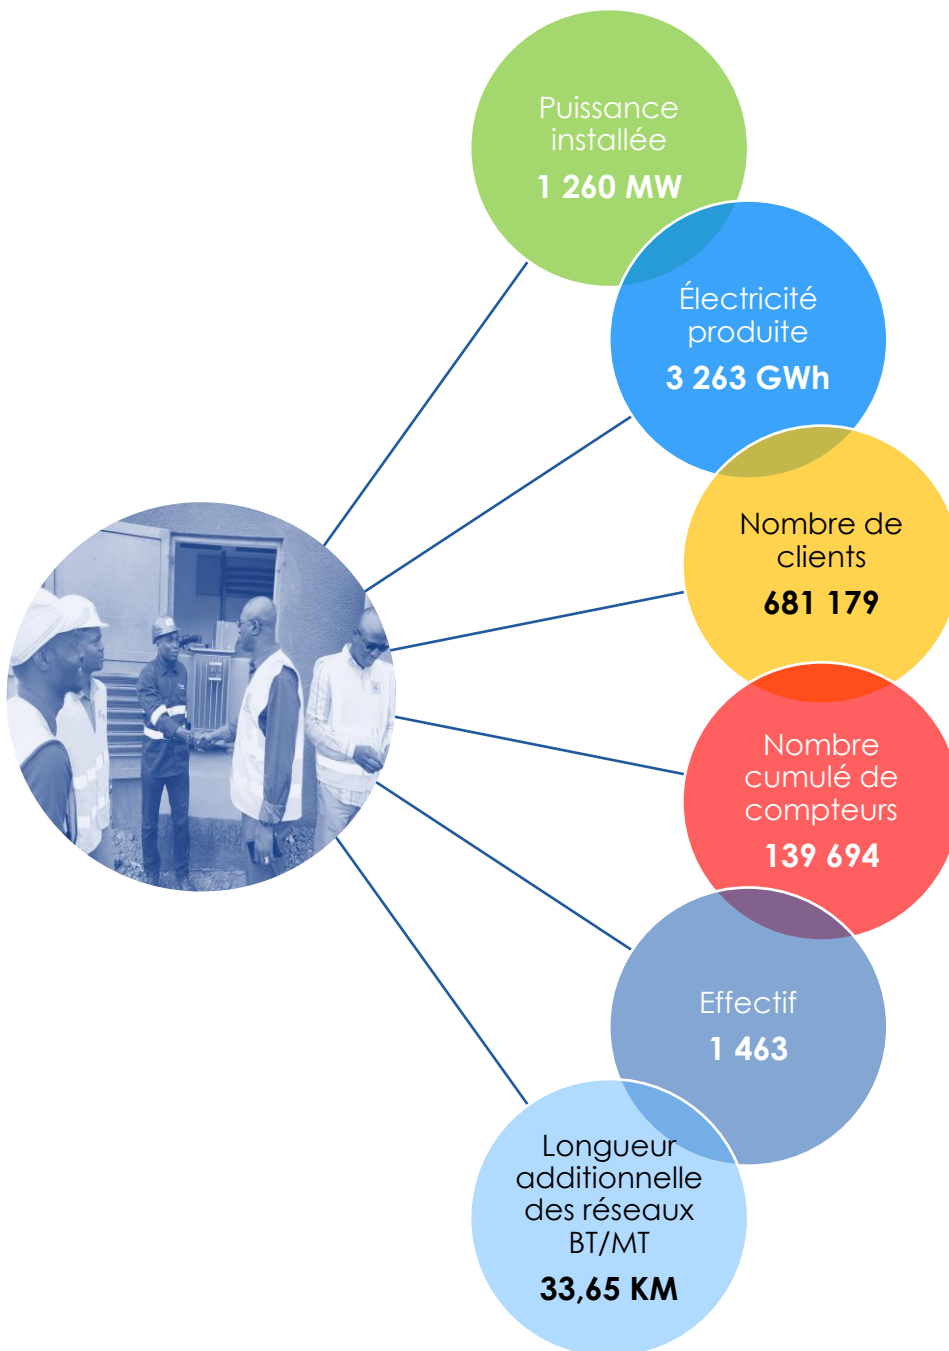 Puissance
installée
1 260 MW
Électricité
produite
3 263 GWh
Nombre de
clients
681 179
Nombre
cumulé de
compteurs
139 694
Effectif
1 463
Longueur
additionnelle
des réseaux
BT/MT
33,65 KM